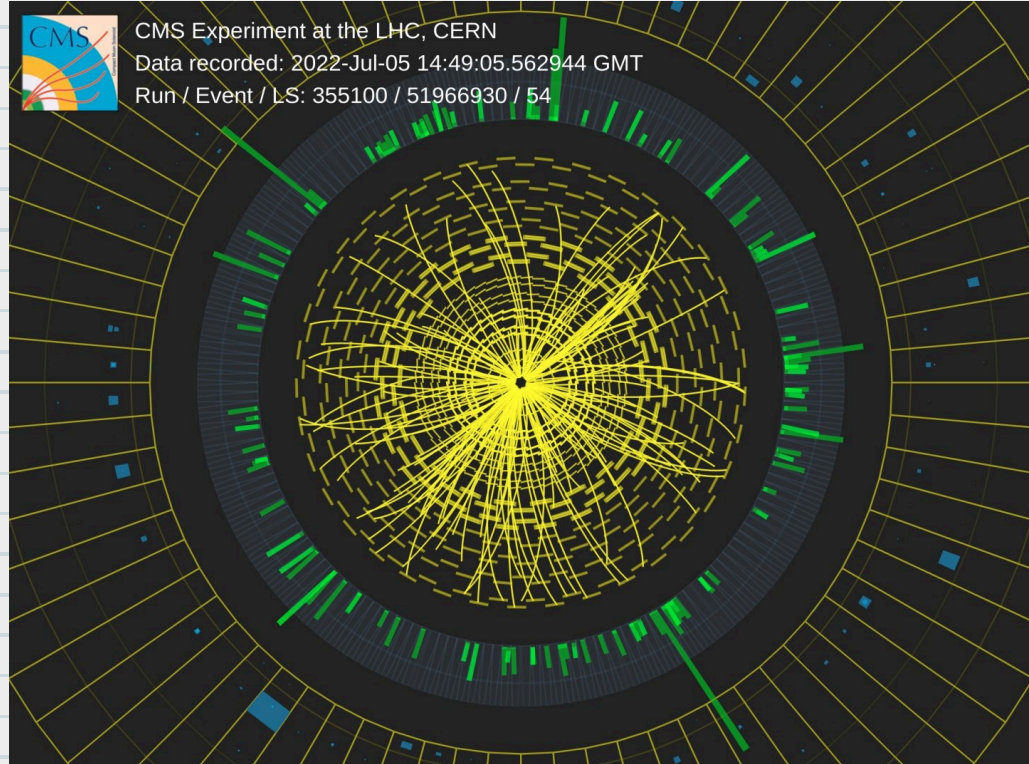 CMS
CMS Experiment at the LHC, CERN
Data recorded: 2022-Jul-05 14:49:05.562944 GMT
Run / Event / LS: 355100 / 51966930 / 54